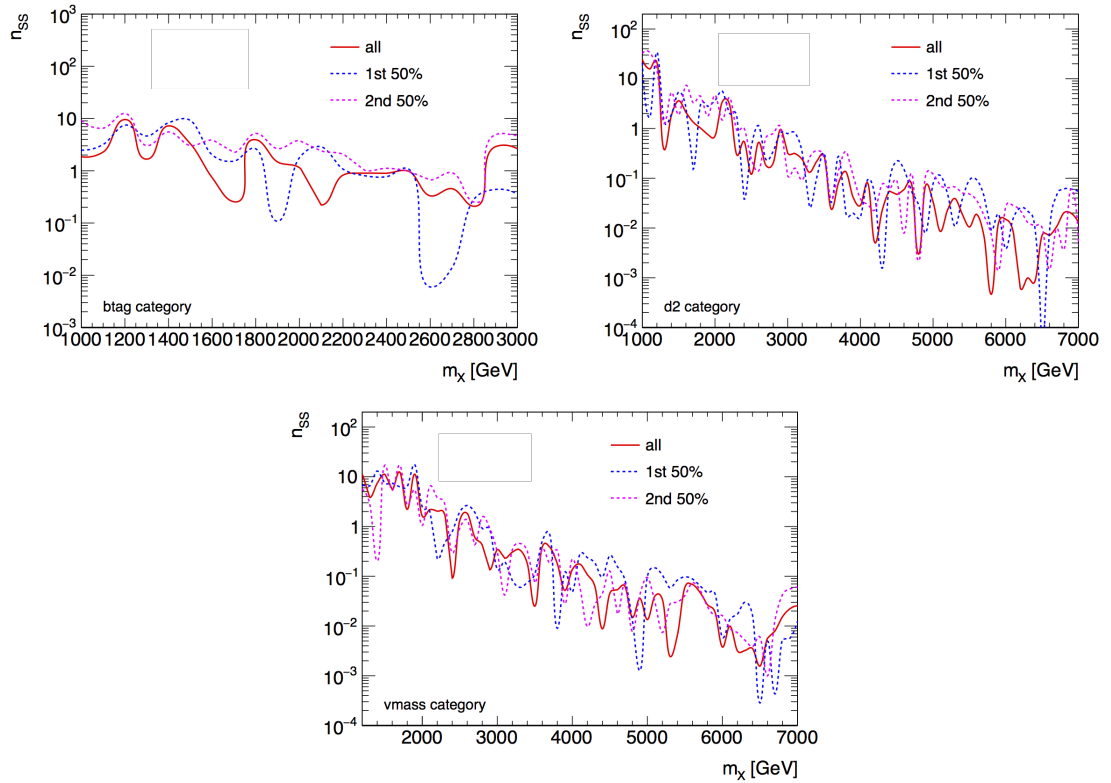 n_SS
10^3
10^2
10
1
10^−1
10^−2
10^−3
all
1st 50%
2nd 50%
btag category
1000 1200 1400 1600 1800 2000 2200 2400 2600 2800 3000
m_X [GeV]
n_SS
10^2
10
1
10^−1
10^−2
10^−3
10^−4
all
1st 50%
2nd 50%
d2 category
1000 2000 3000 4000 5000 6000 7000
m_X [GeV]
n_SS
10^2
10
1
10^−1
10^−2
10^−3
10^−4
all
1st 50%
2nd 50%
vmass category
2000 3000 4000 5000 6000 7000
m_X [GeV]